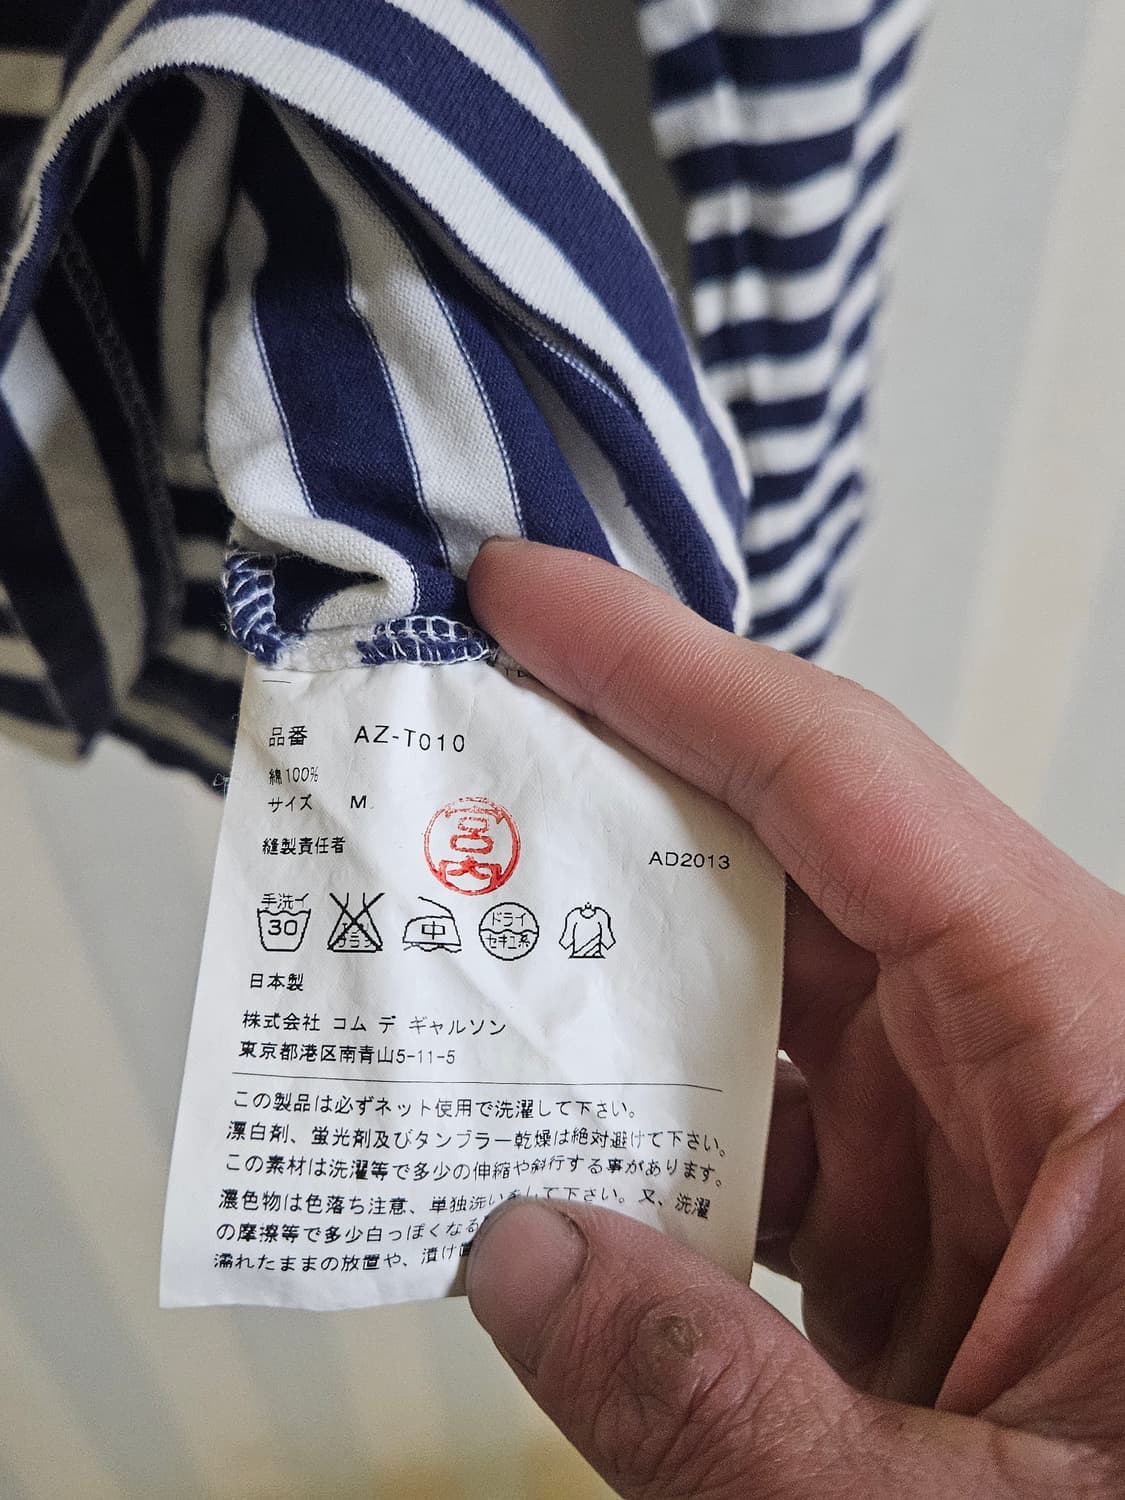 品番 AZ-T010
綿100%
サイズ M
縫製責任者
宮内
AD2013
手洗イ
30
中
ドライ
セキユ系
日本製
株式会社 コム デ ギャルソン
東京都港区南青山5-11-5
この製品は必ずネット使用で洗濯して下さい。
漂白剤、蛍光剤及びタンブラー乾燥は絶対避けて下さい。
この素材は洗濯等で多少の伸縮や斜行する事があります。
濃色物は色落ち注意、単独洗いをして下さい。又、洗濯
の摩擦等で多少白っぽくなる
濡れたままの放置や、漬け置